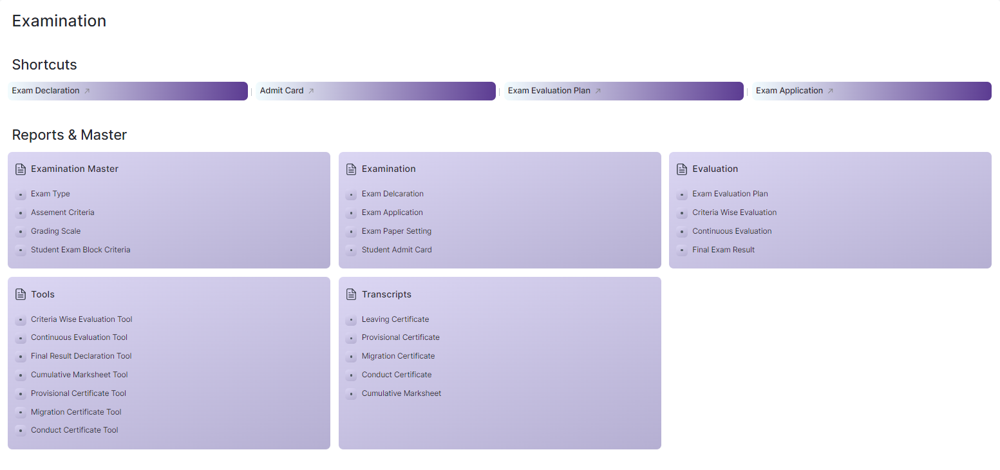 Examination
Shortcuts
Exam Declaration
Admit Card
Exam Evaluation Plan
Exam Application
Reports & Master
Examination Master
Exam Type
Assement Criteria
Grading Scale
Student Exam Block Criteria
Examination
Exam Delcaration
Exam Application
Exam Paper Setting
Student Admit Card
Evaluation
Exam Evaluation Plan
Criteria Wise Evaluation
Continuous Evaluation
Final Exam Result
Tools
Criteria Wise Evaluation Tool
Continuous Evaluation Tool
Final Result Declaration Tool
Cumulative Marksheet Tool
Provisional Certificate Tool
Migration Certificate Tool
Conduct Certificate Tool
Transcripts
Leaving Certificate
Provisional Certificate
Migration Certificate
Conduct Certificate
Cumulative Marksheet